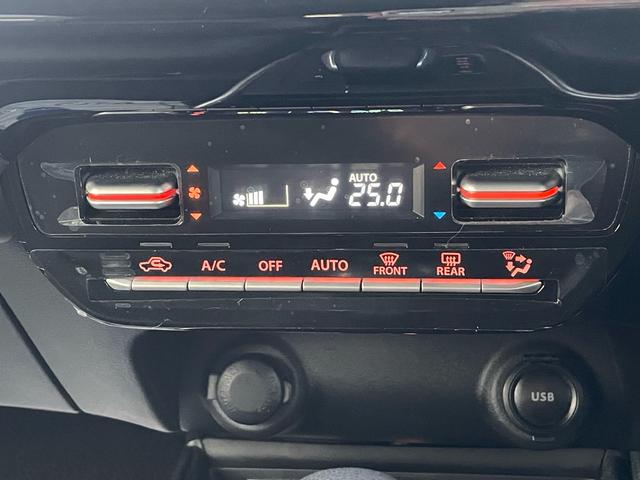 AUTO
25.0
A/C
OFF
AUTO
FRONT
REAR
USB